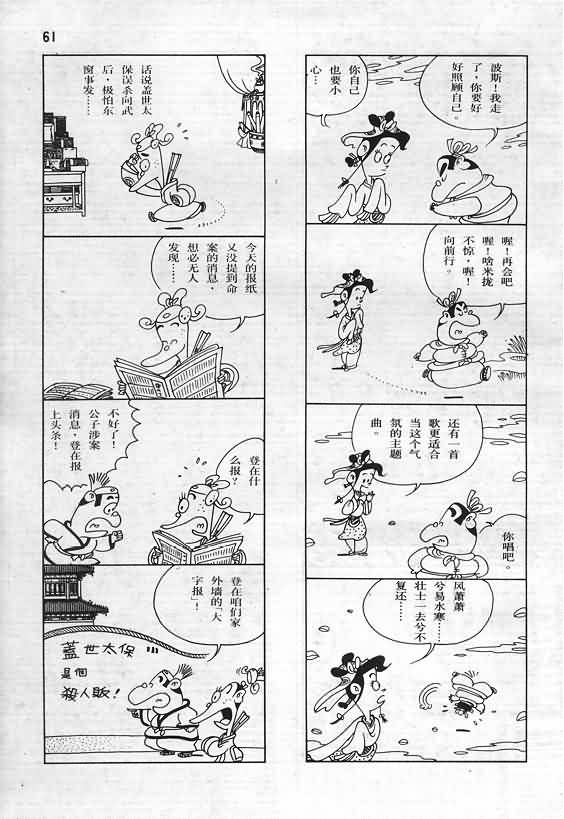 61
波斯！我走
了，你要好
好照顾自己。
你自己
也要小
心…
喔！再会吧
喔！啥米拢
不惊，喔！
向前行？
还有一首
歌更适合
当这个气
氛的主题
曲。
你唱吧。
风萧萧
兮易水寒……
壮士一去兮不
复还……
话说盖世太
保误杀向武
后，极怕东
窗事发……
今天的报纸
又没提到命
案的消息，
想必无人
发现……
不好了！
公子涉案
消息，登在报
上头条！
登在什
么报？
登在咱们家
外墙的「大
字报」！
蓋世太保
是個
殺人販！